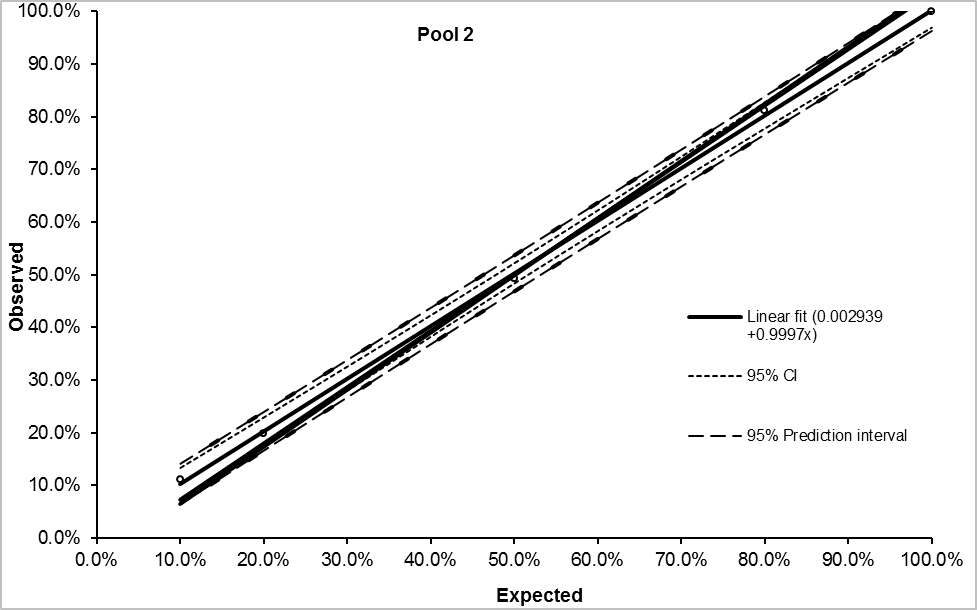 Pool 2
100.0%
90.0%
80.0%
70.0%
60.0%
50.0%
40.0%
30.0%
20.0%
10.0%
0.0%
Observed
Linear fit (0.002939
+0.9997x)
95% CI
95% Prediction interval
0.0% 10.0% 20.0% 30.0% 40.0% 50.0% 60.0% 70.0% 80.0% 90.0% 100.0%
Expected